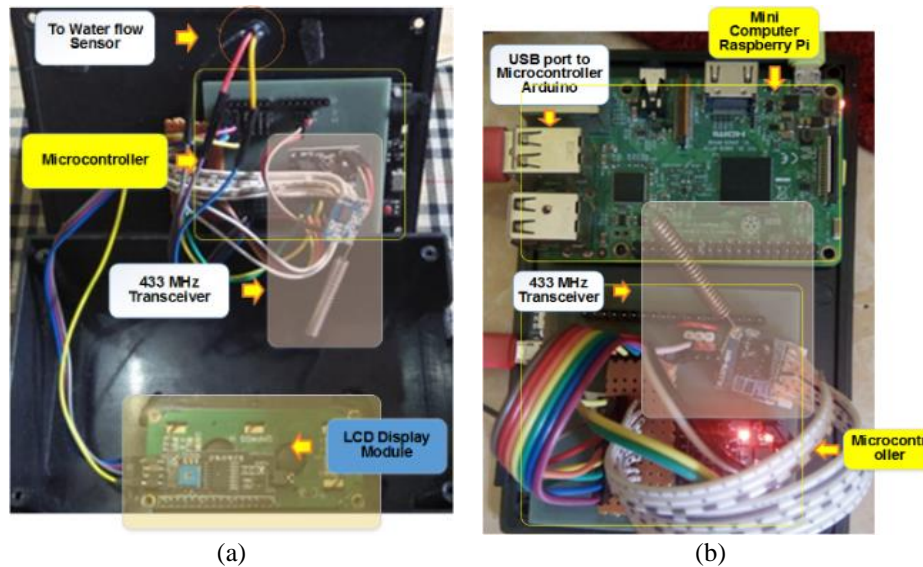 To Water flow
Sensor
Microcontroller
433 MHz
Transceiver
LCD Display
Module
(a)
Mini
Computer
Raspberry Pi
USB port to
Microcontroller
Arduino
HDMI
433 MHz
Transceiver
Microcontr
oller
(b)